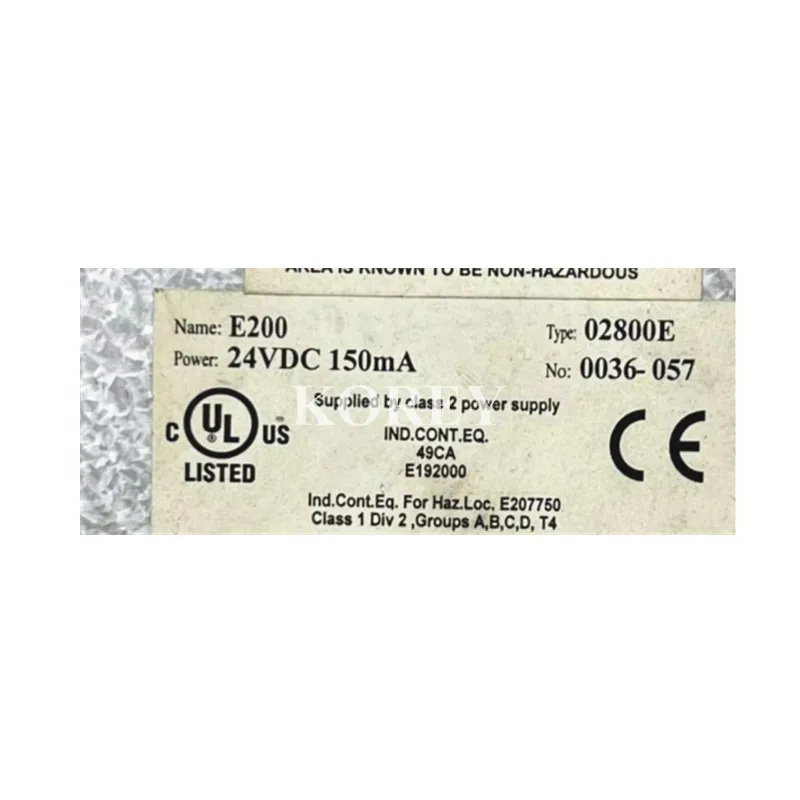 AREA IS KNOWN TO BE NON-HAZARDOUS
Name: E200
Type: 02800E
Power: 24VDC 150mA
No: 0036-057
KOREY
Supplied by class 2 power supply
C UL US
LISTED
IND.CONT.EQ.
49CA
E192000
CE
Ind.Cont.Eq. For Haz.Loc. E207750
Class 1 Div 2 ,Groups A,B,C,D, T4